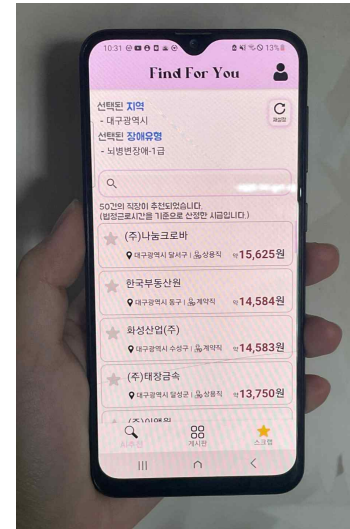 10:31
13%
Find For You
선택된 지역
- 대구광역시
재설정
선택된 장애유형
- 뇌병변장애-1급
50건의 직장이 추천되었습니다.
(법정근로시간을 기준으로 산정한 시급입니다.)
(주)나눔크로바
대구광역시 달서구 | 상용직 약 15,625원
한국부동산원
대구광역시 동구 | 계약직 약 14,584원
화성산업(주)
대구광역시 수성구 | 계약직 약 14,583원
(주)태장금속
대구광역시 달성군 | 상용직 약 13,750원
게시판
스크랩